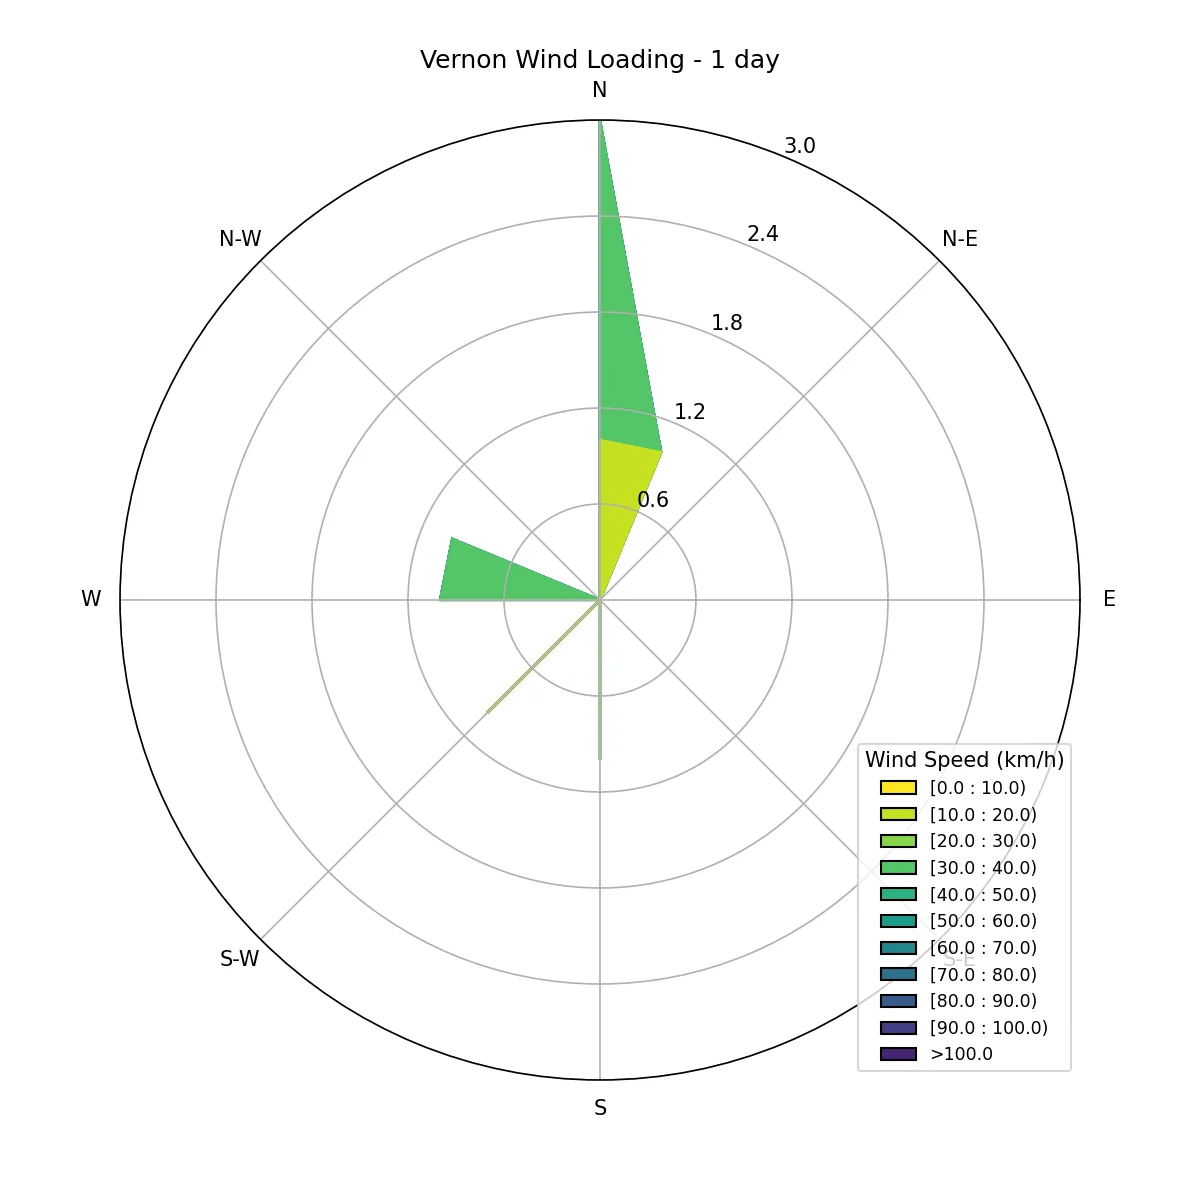 Vernon Wind Loading - 1 day
N
3.0
N-W
2.4
N-E
1.8
1.2
0.6
W
E
Wind Speed (km/h)
[0.0 : 10.0)
[10.0 : 20.0)
[20.0 : 30.0)
[30.0 : 40.0)
[40.0 : 50.0)
[50.0 : 60.0)
[60.0 : 70.0)
[70.0 : 80.0)
[80.0 : 90.0)
[90.0 : 100.0)
>100.0
S-W
S-E
S